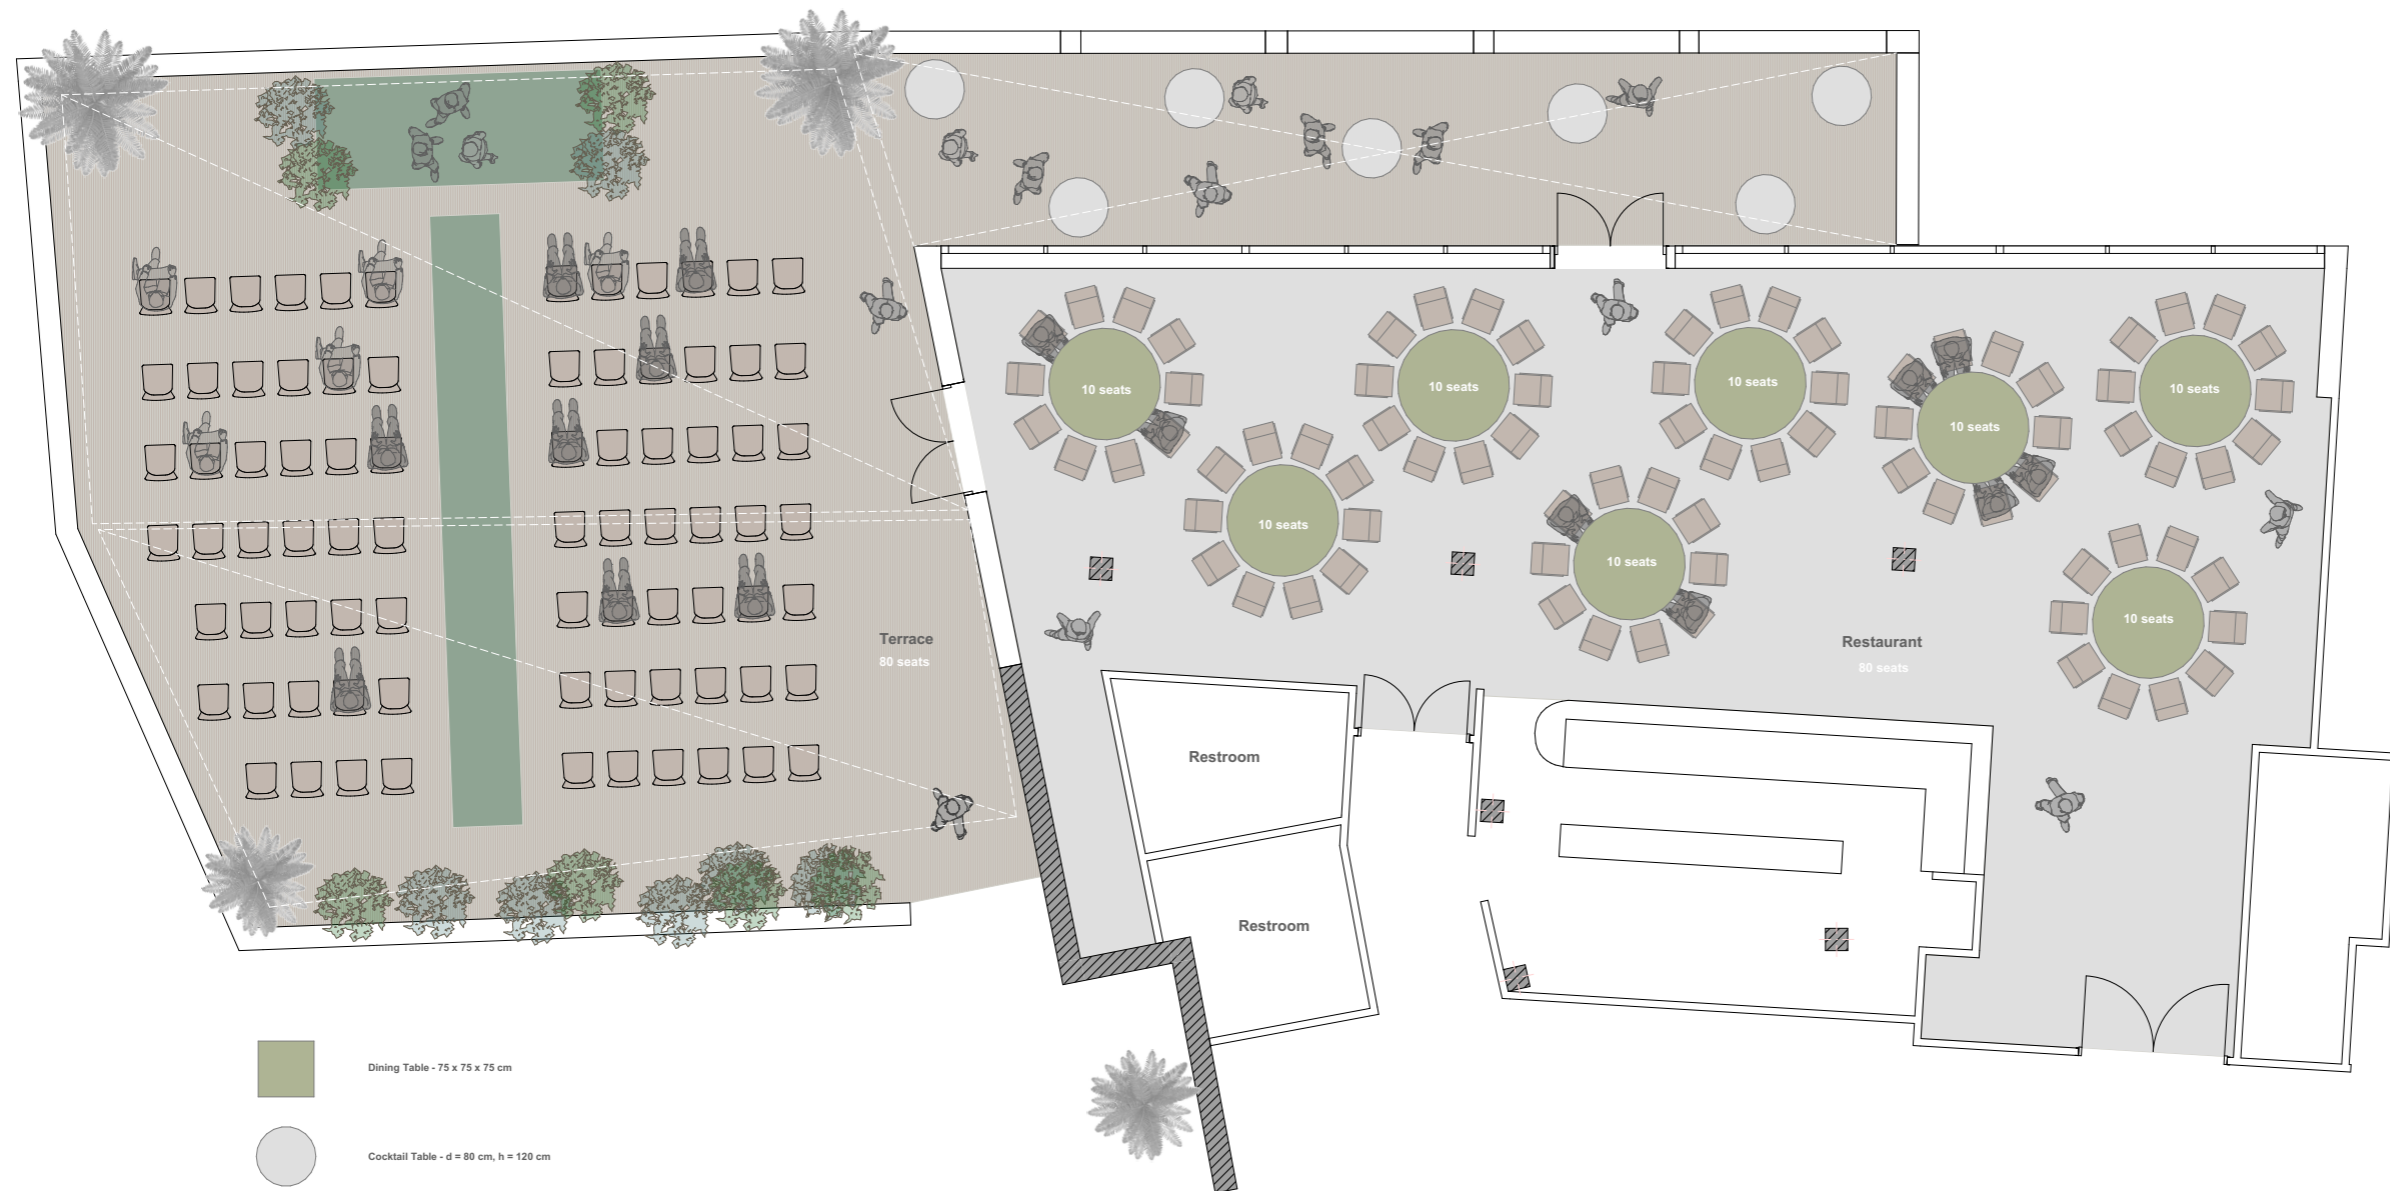 10 seats
10 seats
10 seats
10 seats
10 seats
10 seats
10 seats
10 seats
Terrace
80 seats
Restaurant
80 seats
Restroom
Restroom
Dining Table - 75 x 75 x 75 cm
Cocktail Table - d = 80 cm, h = 120 cm